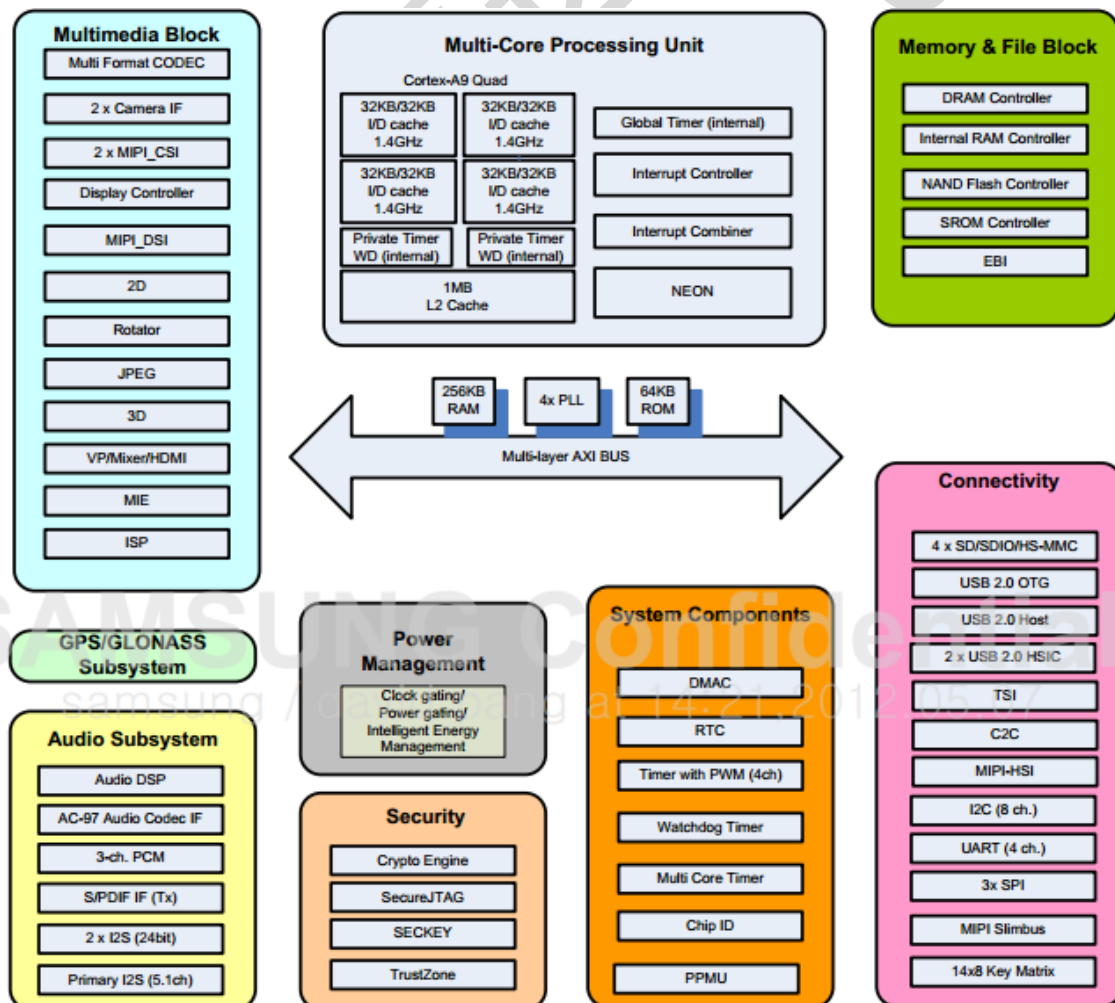 Multimedia Block
Multi Format CODEC
2 x Camera IF
2 x MIPI_CSI
Display Controller
MIPI_DSI
2D
Rotator
JPEG
3D
VP/Mixer/HDMI
MIE
ISP
Multi-Core Processing Unit
Cortex-A9 Quad
32KB/32KB
I/D cache
1.4GHz
32KB/32KB
I/D cache
1.4GHz
32KB/32KB
I/D cache
1.4GHz
32KB/32KB
I/D cache
1.4GHz
Private Timer
WD (internal)
Private Timer
WD (internal)
1MB
L2 Cache
Global Timer (internal)
Interrupt Controller
Interrupt Combiner
NEON
Memory & File Block
DRAM Controller
Internal RAM Controller
NAND Flash Controller
SROM Controller
EBI
256KB
RAM
4x PLL
64KB
ROM
Multi-layer AXI BUS
Connectivity
4 x SD/SDIO/HS-MMC
USB 2.0 OTG
USB 2.0 Host
2 x USB 2.0 HSIC
TSI
C2C
MIPI-HSI
I2C (8 ch.)
UART (4 ch.)
3x SPI
MIPI Slimbus
14x8 Key Matrix
SAMSUNG Confidential
samsung / ang at 14:21,2012.05.07
GPS/GLONASS
Subsystem
Audio Subsystem
Audio DSP
AC-97 Audio Codec IF
3-ch. PCM
S/PDIF IF (Tx)
2 x I2S (24bit)
Primary I2S (5.1ch)
Power
Management
Clock gating/
Power gating/
Intelligent Energy
Management
Security
Crypto Engine
SecureJTAG
SECKEY
TrustZone
System Components
DMAC
RTC
Timer with PWM (4ch)
Watchdog Timer
Multi Core Timer
Chip ID
PPMU